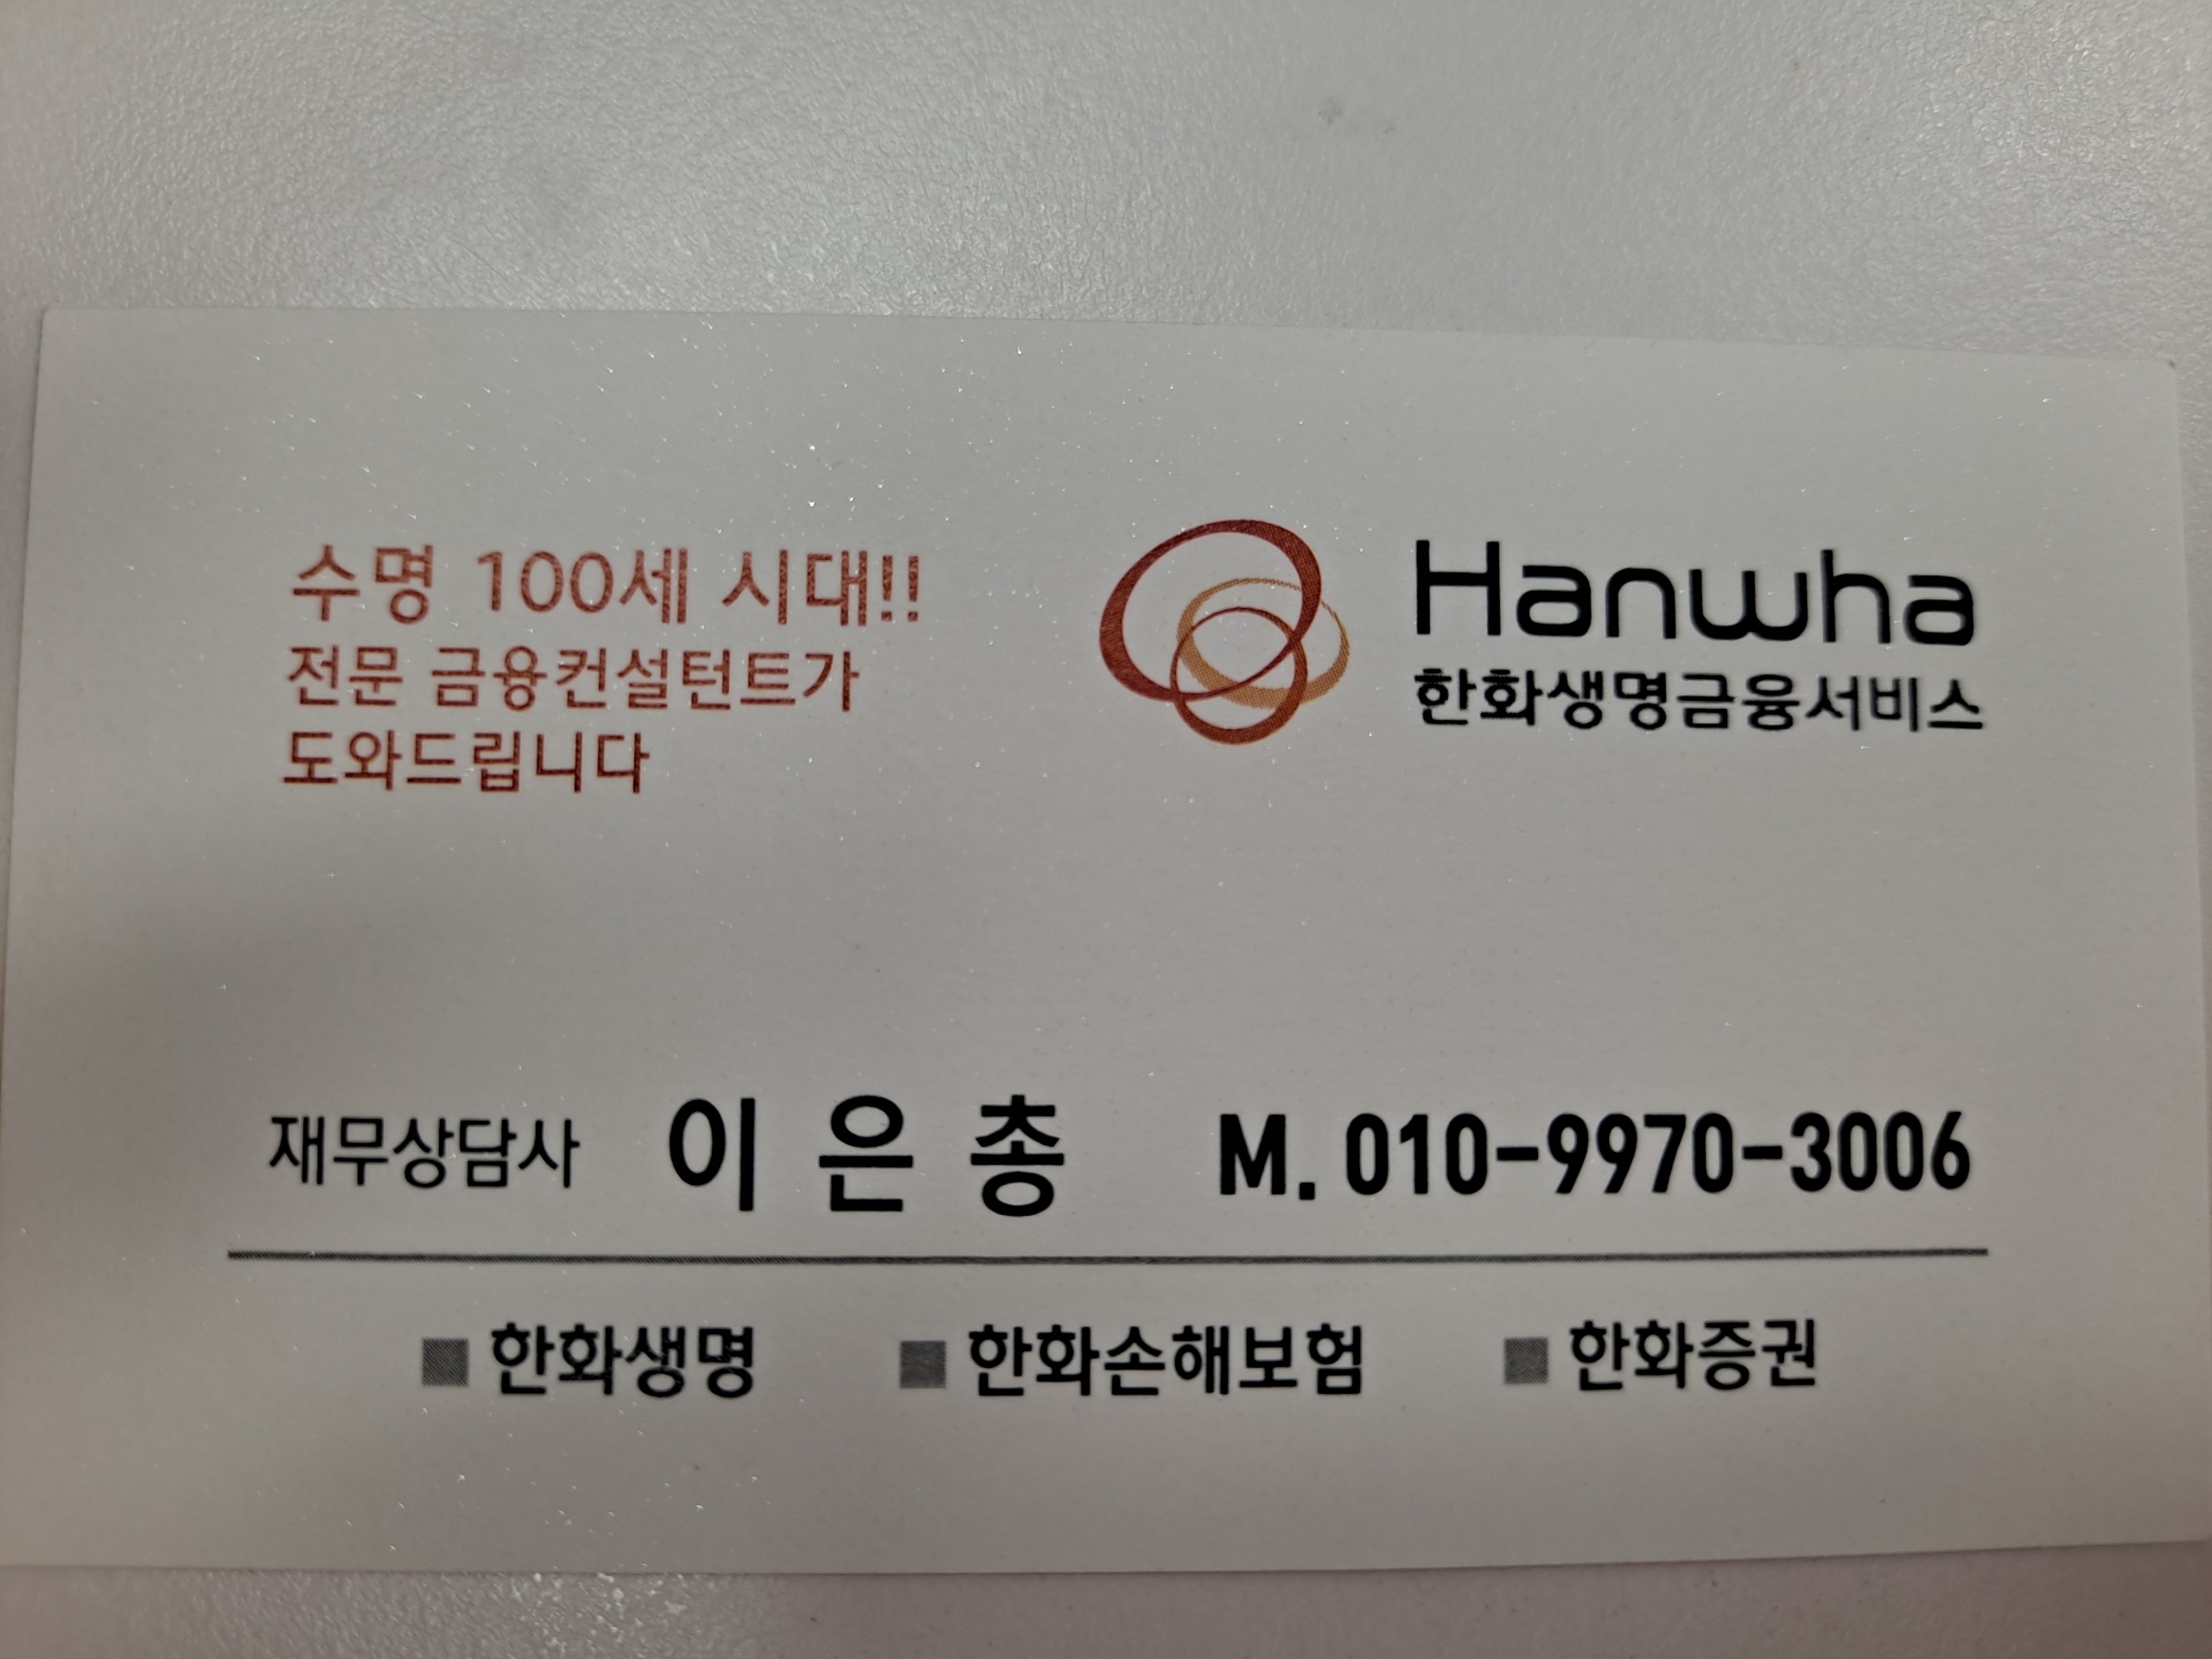 수명 100세 시대!!
전문 금융컨설턴트가
도와드립니다
Hanwha
한화생명금융서비스
재무상담사 이은총 M. 010-9970-3006
■ 한화생명 ■ 한화손해보험 ■ 한화증권